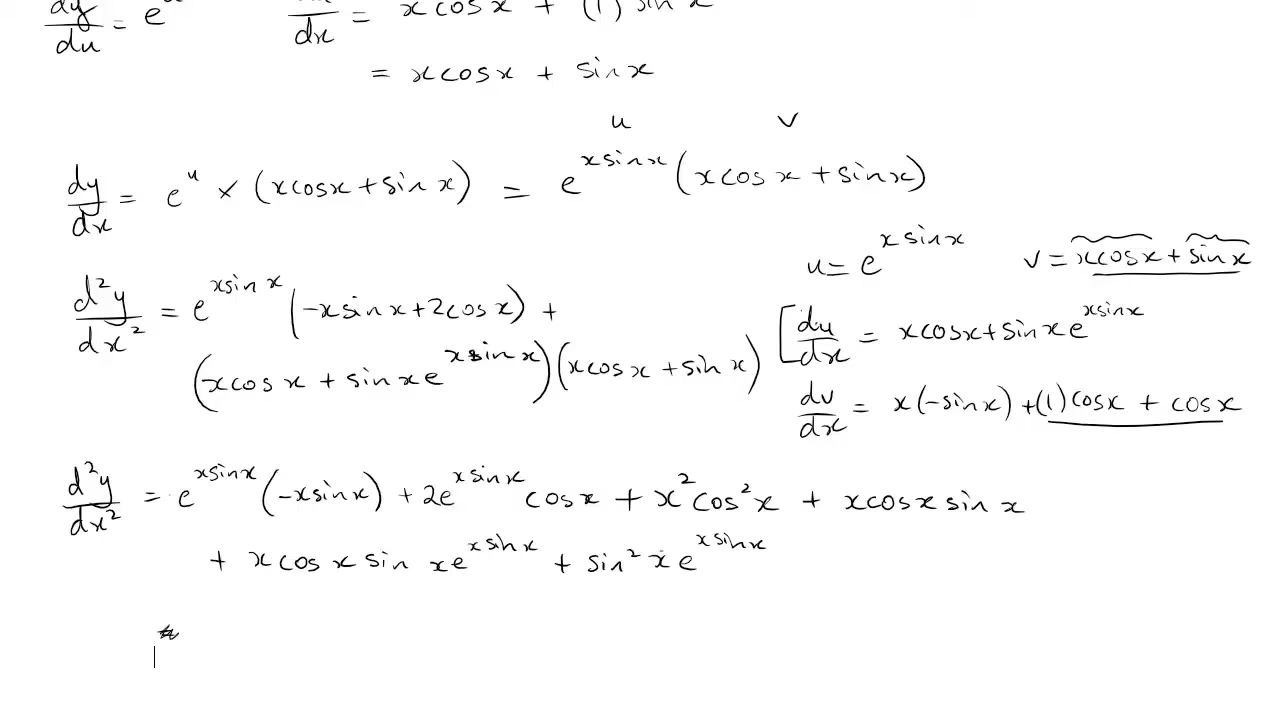 dy/du = e^u    du/dx = x cos x + (1) sin x
= x cos x + sin x
u    v
dy/dx = e^u × (x cos x + sin x) = e^(x sin x) (x cos x + sin x)
u = e^(x sin x)    v = x cos x + sin x
d²y/dx² = e^(x sin x) (-x sin x + 2 cos x) +
(x cos x + sin x e^(x sin x)) (x cos x + sin x)
[du/dx = x cos x + sin x e^(x sin x)
dv/dx = x(-sin x) + (1) cos x + cos x
d²y/dx² = e^(x sin x) (-x sin x) + 2e^(x sin x) cos x + x² cos² x + x cos x sin x
+ x cos x sin x e^(x sin x) + sin² x e^(x sin x)